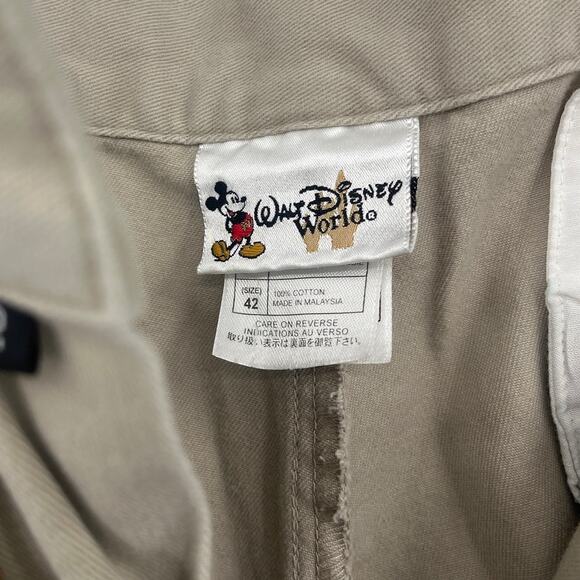 WALT DISNEY
World®
(SIZE) 100% COTTON
42 MADE IN MALAYSIA
CARE ON REVERSE
INDICATIONS AU VERSO
取り扱い表示は裏面を御覧下さい